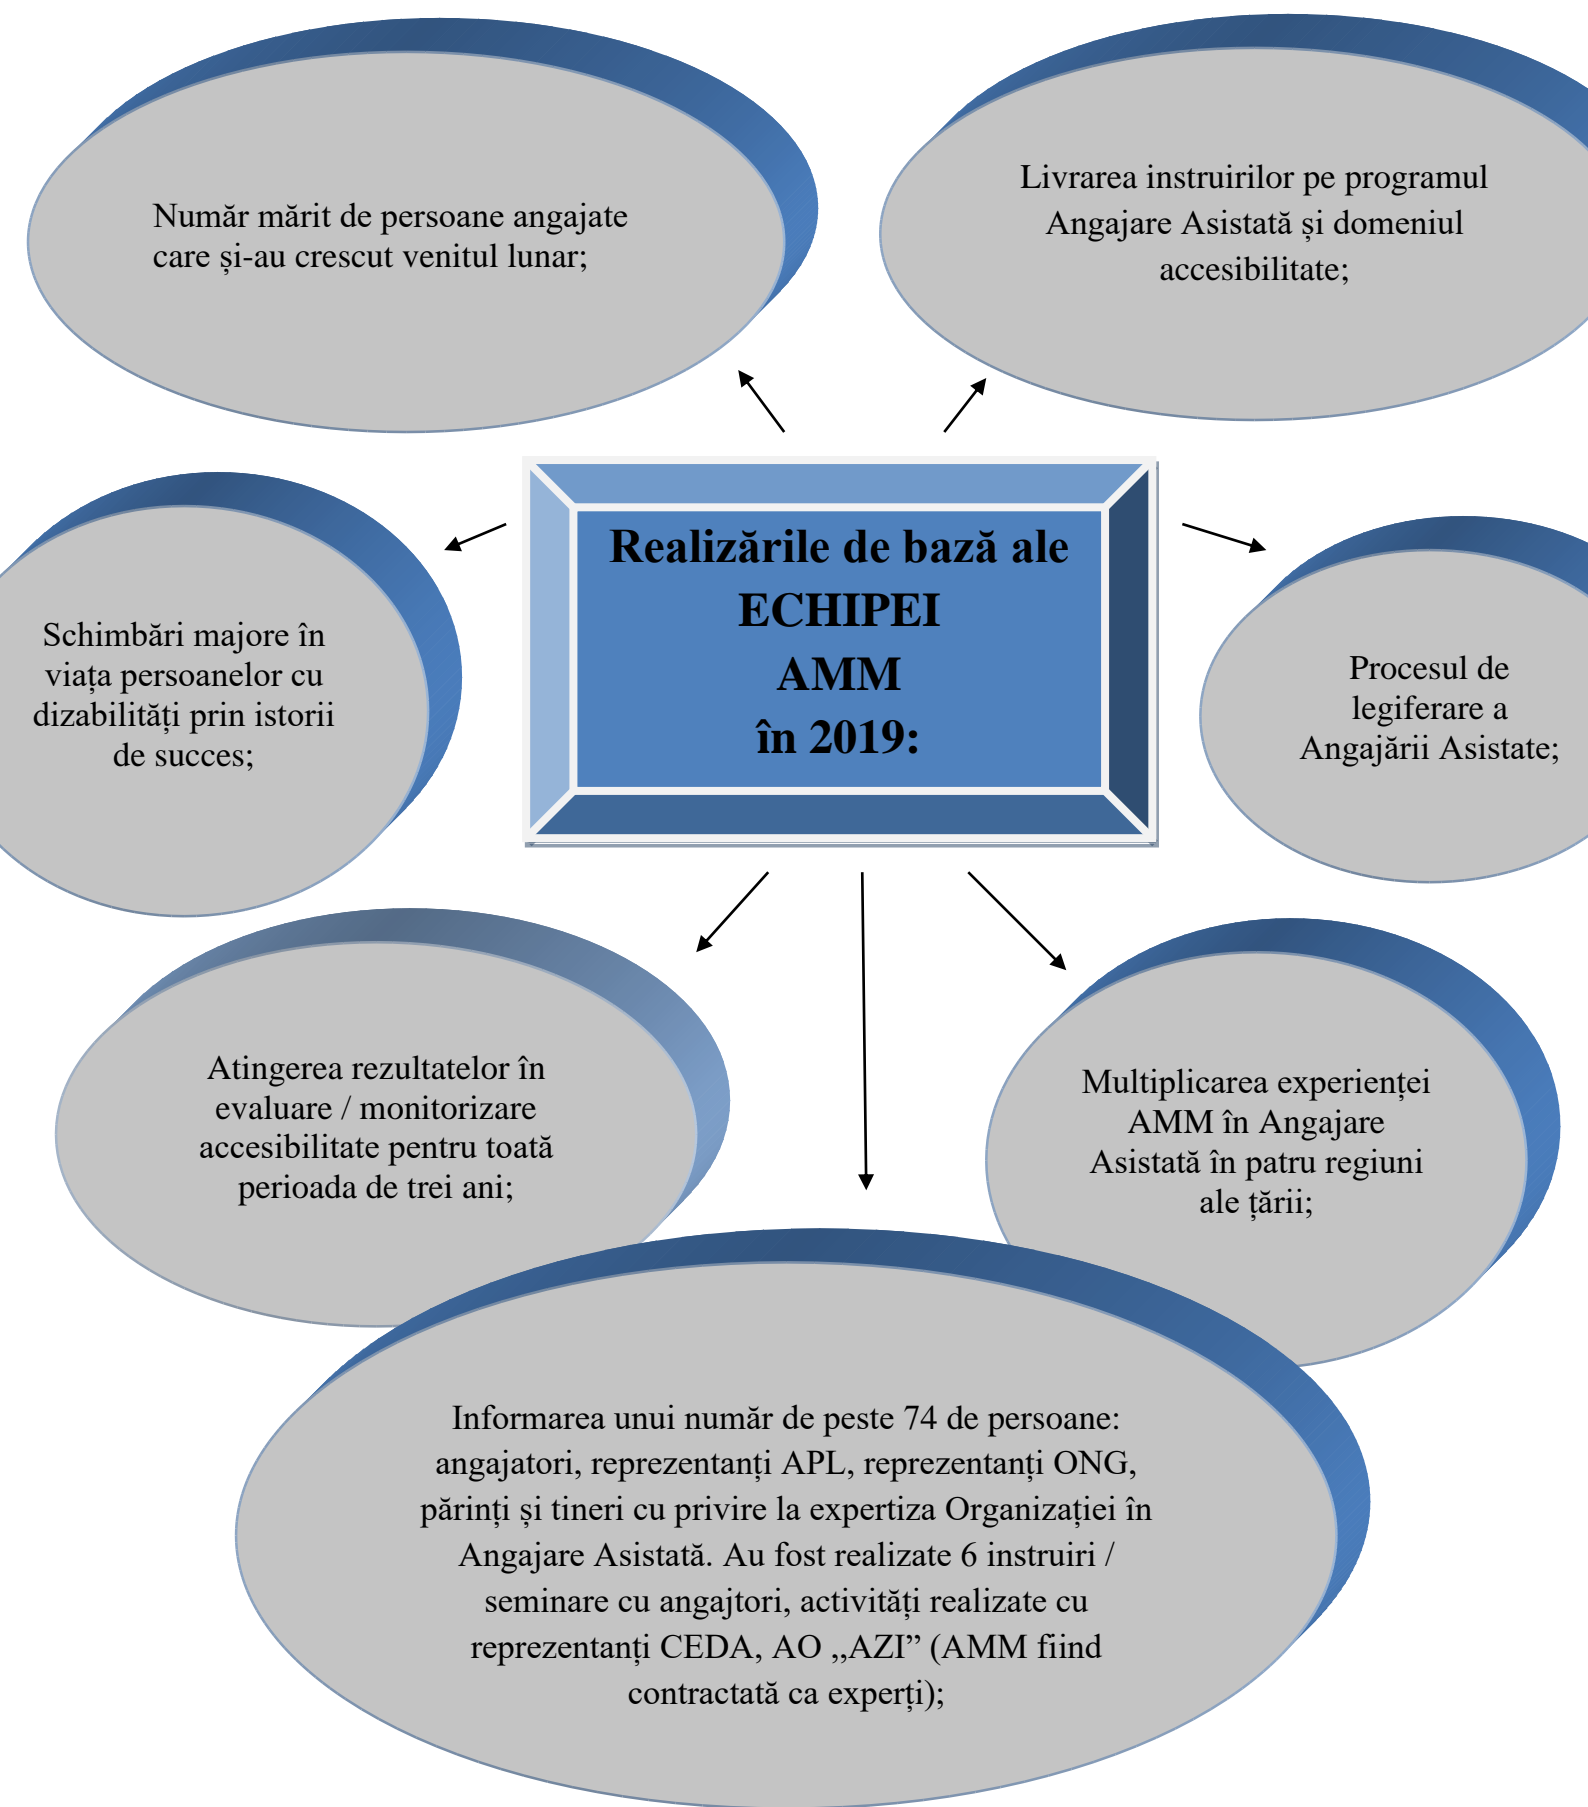 Număr mărit de persoane angajate
care și-au crescut venitul lunar;
Livrarea instruirilor pe programul
Angajare Asistată și domeniul
accesibilitate;
Realizările de bază ale
ECHIPEI
AMM
în 2019:
Schimbări majore în
viața persoanelor cu
dizabilități prin istorii
de succes;
Procesul de
legiferare a
Angajării Asistate;
Atingerea rezultatelor în
evaluare / monitorizare
accesibilitate pentru toată
perioada de trei ani;
Multiplicarea experienței
AMM în Angajare
Asistată în patru regiuni
ale țării;
Informarea unui număr de peste 74 de persoane:
angajatori, reprezentanți APL, reprezentanți ONG,
părinți și tineri cu privire la expertiza Organizației în
Angajare Asistată. Au fost realizate 6 instruiri /
seminare cu angajtori, activități realizate cu
reprezentanți CEDA, AO „AZI” (AMM fiind
contractată ca experți);